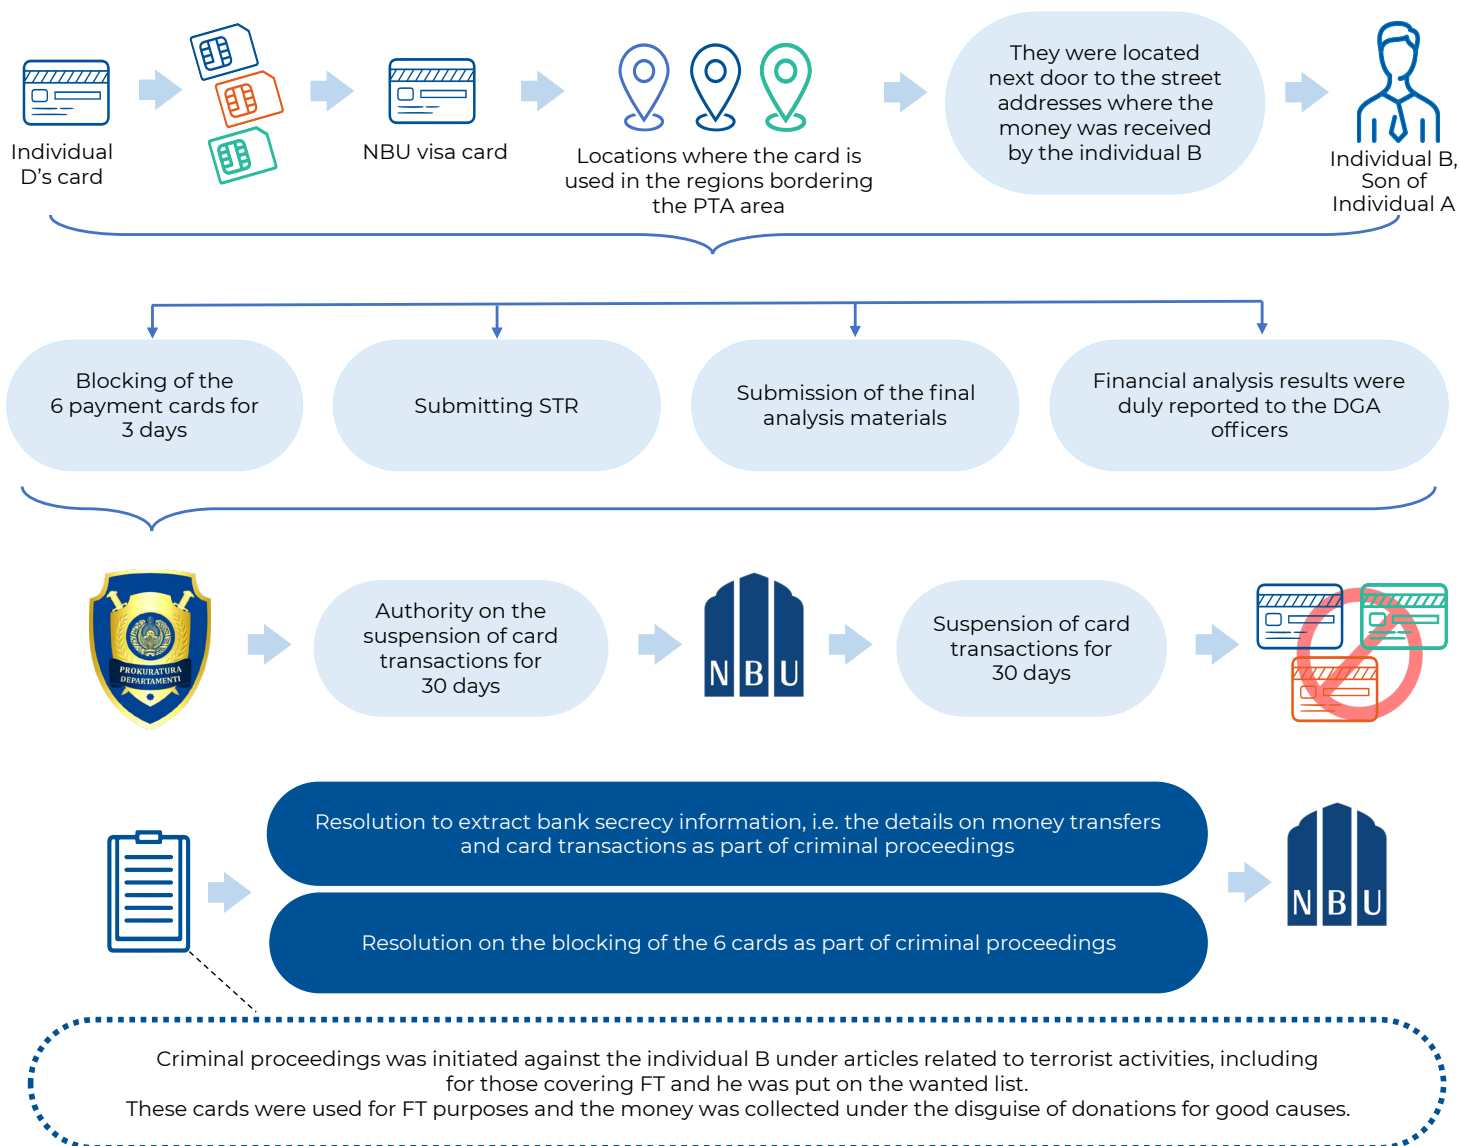 Individual
D's card
NBU visa card
Locations where the card is
used in the regions bordering
the PTA area
They were located
next door to the street
addresses where the
money was received
by the individual B
Individual B,
Son of
Individual A
Blocking of the
6 payment cards for
3 days
Submitting STR
Submission of the final
analysis materials
Financial analysis results were
duly reported to the DGA
officers
PROKURATURA
DEPARTAMENTI
Authority on the
suspension of card
transactions for
30 days
NBU
Suspension of card
transactions for
30 days
Resolution to extract bank secrecy information, i.e. the details on money transfers
and card transactions as part of criminal proceedings
Resolution on the blocking of the 6 cards as part of criminal proceedings
NBU
Criminal proceedings was initiated against the individual B under articles related to terrorist activities, including
for those covering FT and he was put on the wanted list.
These cards were used for FT purposes and the money was collected under the disguise of donations for good causes.